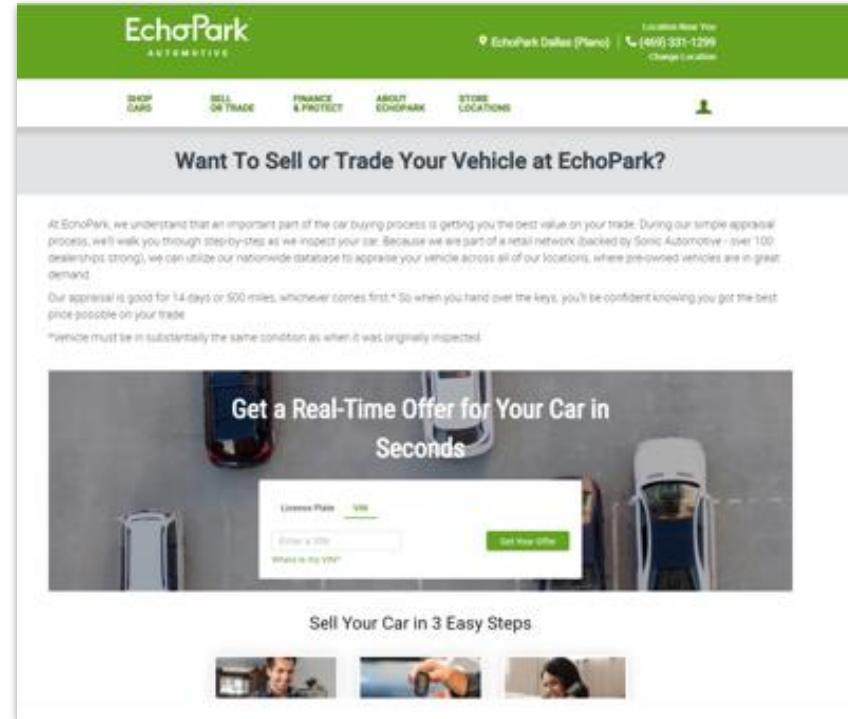 EchoPark
AUTOMOTIVE
Location Near You
EchoPark Dallas (Plano) | (469) 331-1299
Change Location
SHOP CARS
SELL OR TRADE
FINANCE & PROTECT
ABOUT ECHOPARK
STORE LOCATIONS
Want To Sell or Trade Your Vehicle at EchoPark?
At EchoPark, we understand that an important part of the car buying process is getting you the best value on your trade. During our simple appraisal
process, we'll walk you through step-by-step as we inspect your car. Because we are part of a retail network (backed by Sonic Automotive - over 100
dealerships strong), we can utilize our nationwide database to appraise your vehicle across all of our locations, where pre-owned vehicles are in great
demand.
Our appraisal is good for 14 days or 500 miles, whichever comes first.* So when you hand over the keys, you'll be confident knowing you got the best
price possible on your trade.
*Vehicle must be in substantially the same condition as when it was originally inspected.
Get a Real-Time Offer for Your Car in
Seconds
License Plate VIN
Enter a VIN
Get Your Offer
Where is my VIN?
Sell Your Car in 3 Easy Steps